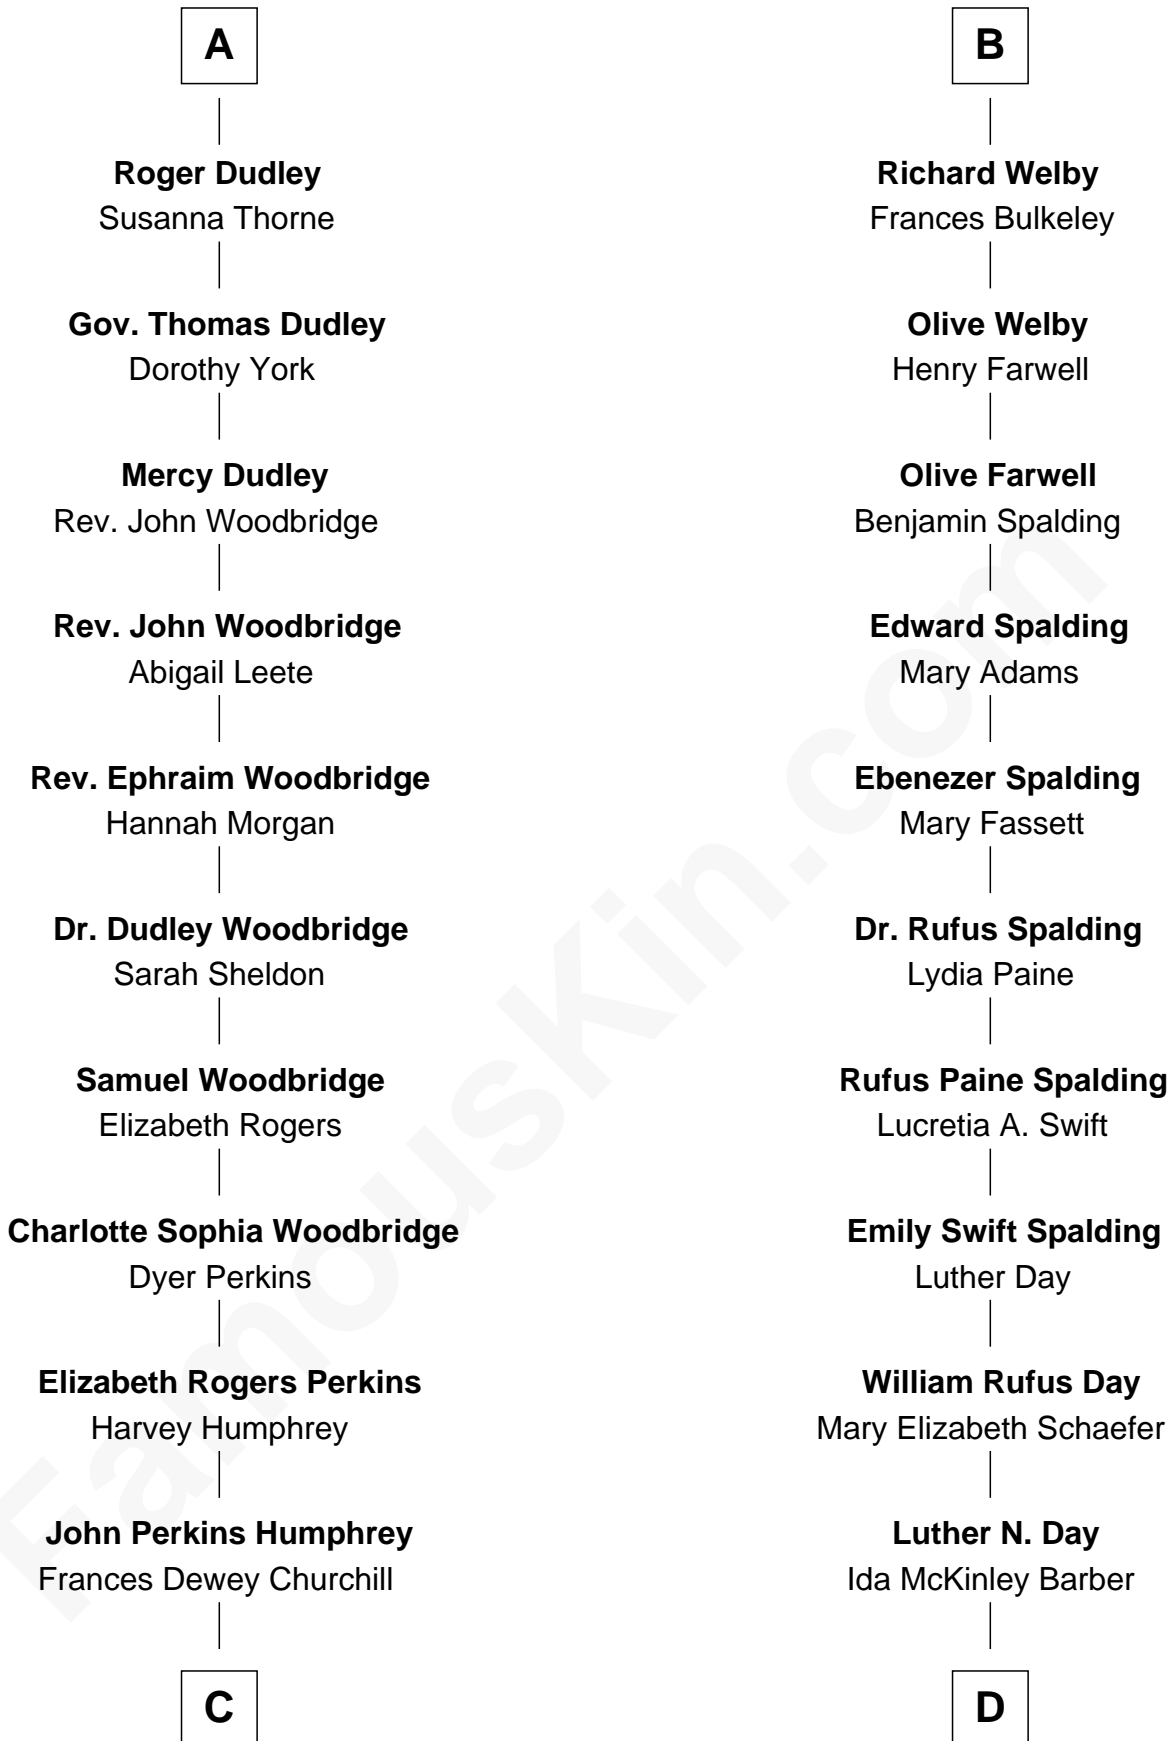 A
Roger Dudley
Susanna Thorne
Gov. Thomas Dudley
Dorothy York
Mercy Dudley
Rev. John Woodbridge
Rev. John Woodbridge
Abigail Leete
Rev. Ephraim Woodbridge
Hannah Morgan
Dr. Dudley Woodbridge
Sarah Sheldon
Samuel Woodbridge
Elizabeth Rogers
Charlotte Sophia Woodbridge
Dyer Perkins
Elizabeth Rogers Perkins
Harvey Humphrey
John Perkins Humphrey
Frances Dewey Churchill
C
B
Richard Welby
Frances Bulkeley
Olive Welby
Henry Farwell
Olive Farwell
Benjamin Spalding
Edward Spalding
Mary Adams
Ebenezer Spalding
Mary Fassett
Dr. Rufus Spalding
Lydia Paine
Rufus Paine Spalding
Lucretia A. Swift
Emily Swift Spalding
Luther Day
William Rufus Day
Mary Elizabeth Schaefer
Luther N. Day
Ida McKinley Barber
D
FamousKin.com